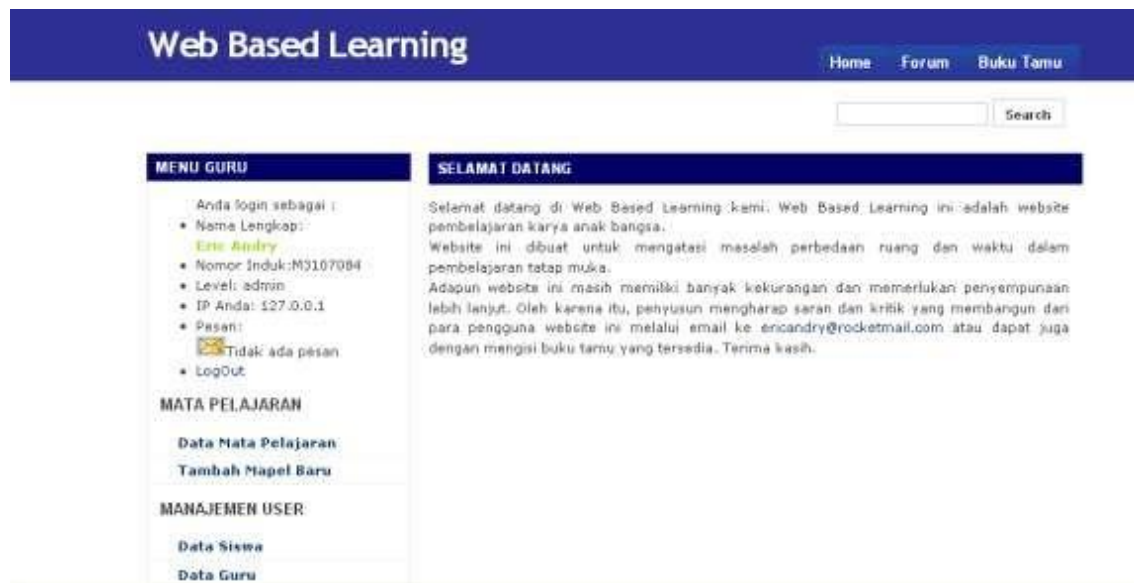 Web Based Learning
Home Forum Buku Tamu
Search
MENU GURU
Anda login sebagai :
Nama Lengkap:
Eric Andry
Nomor Induk:M3107084
Level: admin
IP Anda: 127.0.0.1
Pesan:
Tidak ada pesan
LogOut
MATA PELAJARAN
Data Mata Pelajaran
Tambah Mapel Baru
MANAJEMEN USER
Data Siswa
Data Guru
SELAMAT DATANG
Selamat datang di Web Based Learning kami. Web Based Learning ini adalah website
pembelajaran karya anak bangsa.
Website ini dibuat untuk mengatasi masalah perbedaan ruang dan waktu dalam
pembelajaran tatap muka.
Adapun website ini masih memiliki banyak kekurangan dan memerlukan penyempunaan
lebih lanjut. Oleh karena itu, penyusun mengharap saran dan kritik yang membangun dari
para pengguna website ini melalui email ke ericandry@rocketmail.com atau dapat juga
dengan mengisi buku tamu yang tersedia. Terima kasih.